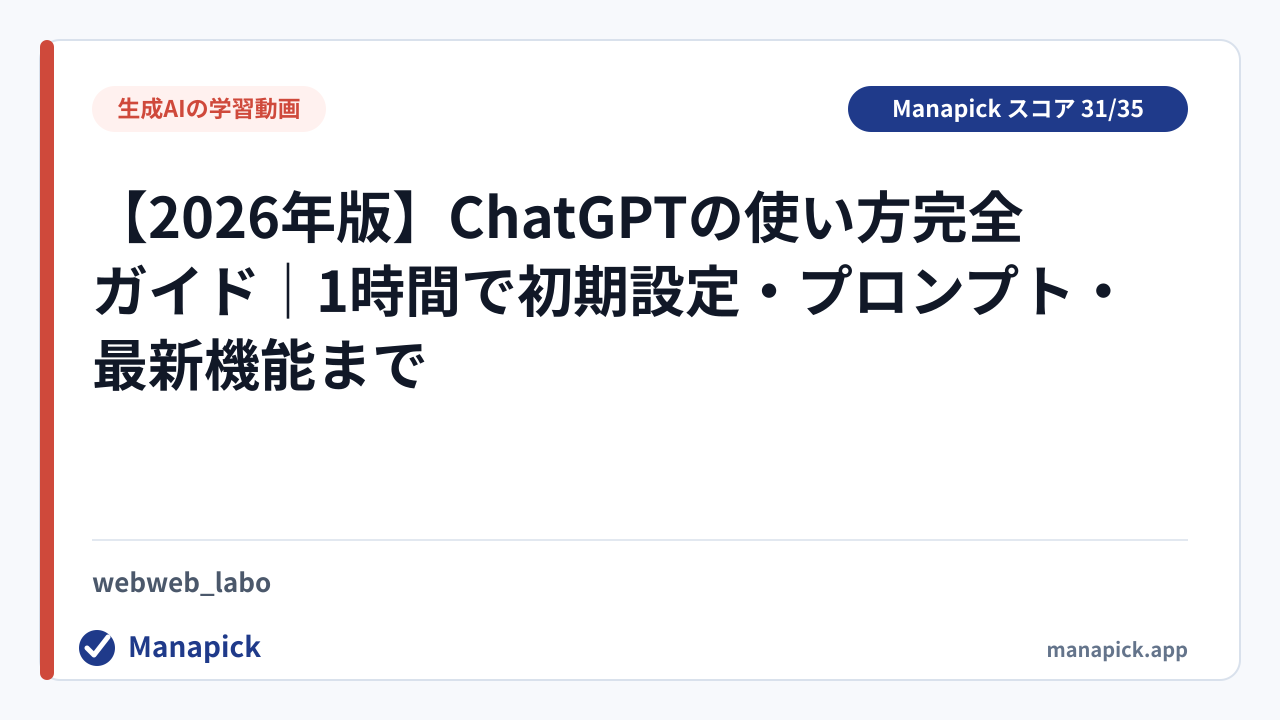 生成AIの学習動画
Manapick スコア 31/35
【2026年版】ChatGPTの使い方完全
ガイド｜1時間で初期設定・プロンプト・
最新機能まで
webweb_labo
Manapick
manapick.app